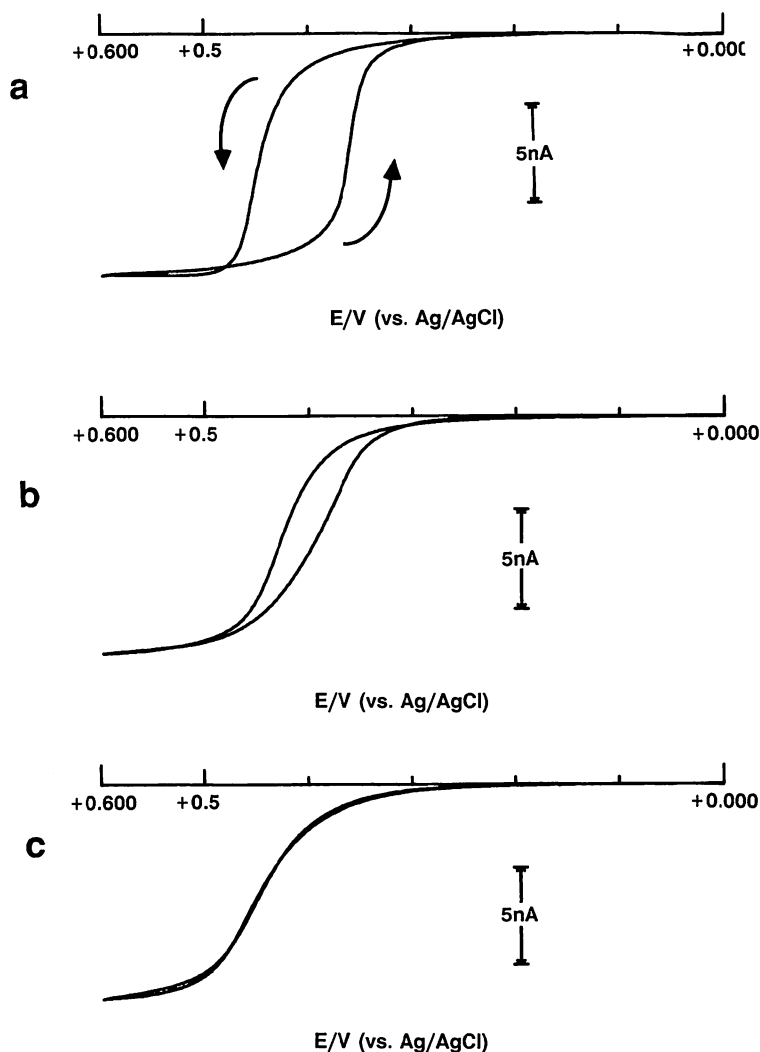 +0.600 +0.5 +0.000
a
5nA
E/V (vs. Ag/AgCl)
+0.600 +0.5 +0.000
b
5nA
E/V (vs. Ag/AgCl)
+0.600 +0.5 +0.000
c
5nA
E/V (vs. Ag/AgCl)